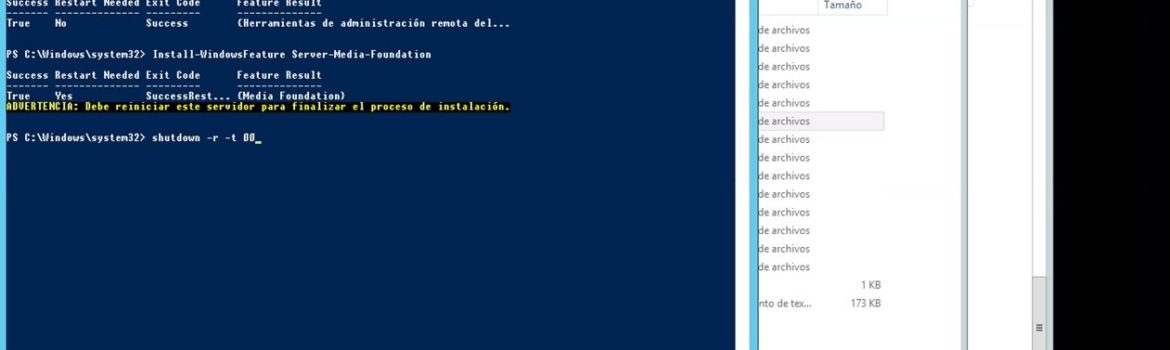 Success Restart Needed Exit Code Feature Result
True No Success {Herramientas de administración remota del...
PS C:\Windows\system32> Install-WindowsFeature Server-Media-Foundation
Success Restart Needed Exit Code Feature Result
True Yes SuccessRest... {Media Foundation}
ADVERTENCIA: Debe reiniciar este servidor para finalizar el proceso de instalación.
PS C:\Windows\system32> shutdown -r -t 00_
Tamaño
de archivos
de archivos
de archivos
de archivos
de archivos
de archivos
de archivos
de archivos
de archivos
de archivos
de archivos
de archivos
de archivos
de archivos
1 KB
nto de tex... 173 KB